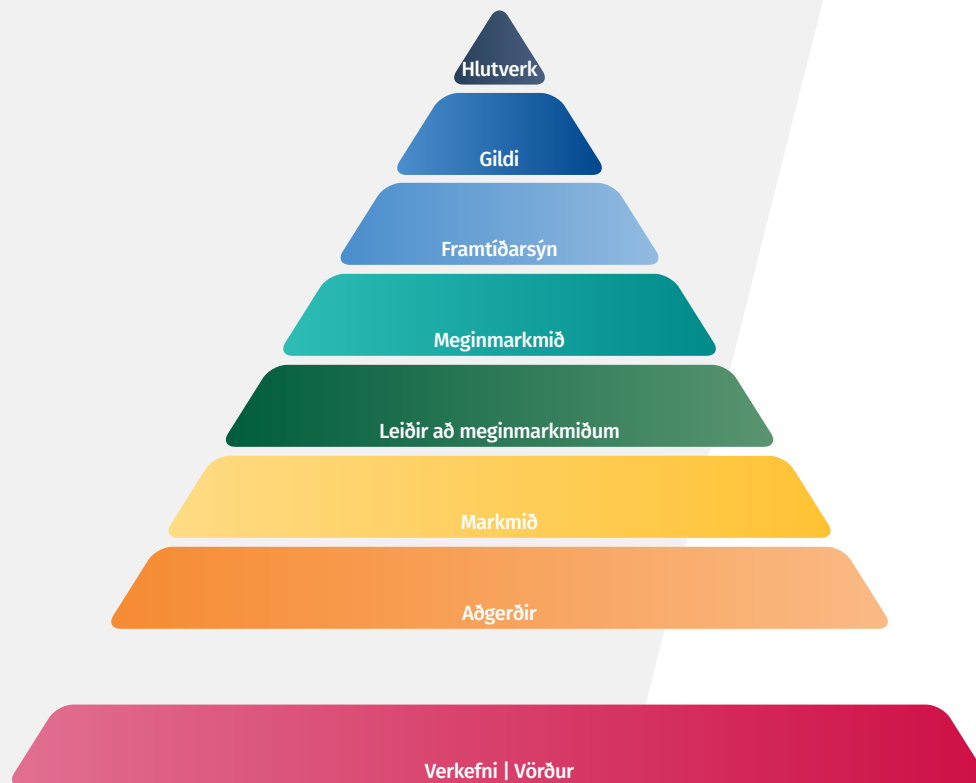 Hlutverk
Gildi
Framtíðarsýn
Meginmarkmið
Leiðir að meginmarkmiðum
Markmið
Aðgerðir
Verkefni | Vörður